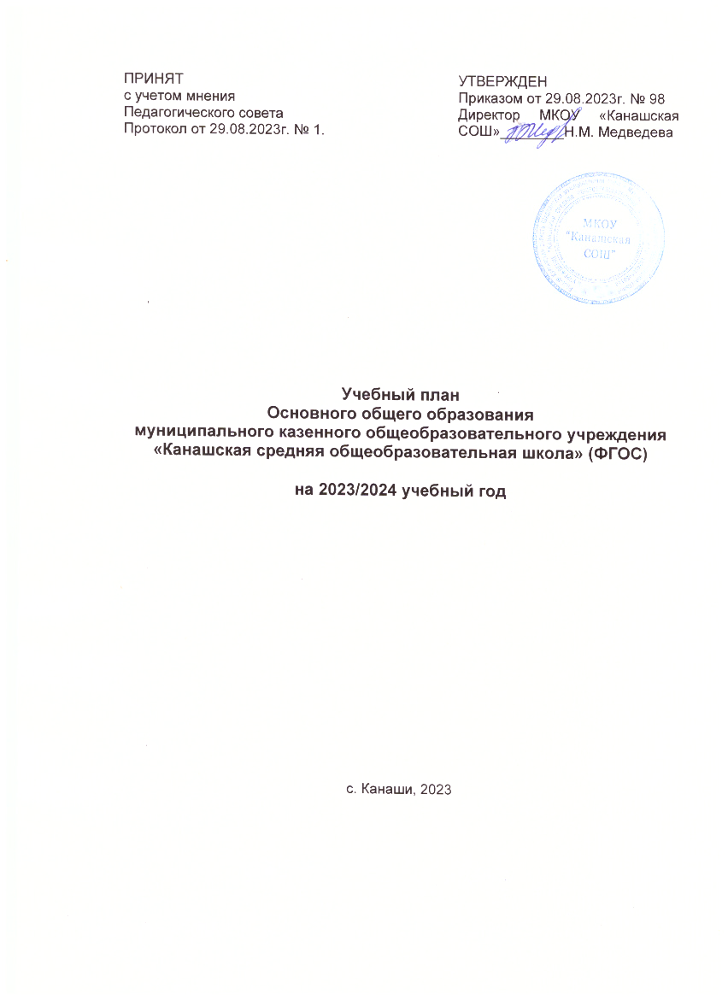 ПРИНЯТ
с учетом мнения
Педагогического совета
Протокол от 29.08.2023г. № 1.
УТВЕРЖДЕН
Приказом от 29.08.2023г. № 98
Директор МКОУ «Канашская
СОШ»________Н.М. Медведева
МКОУ
"Канашская
СОШ"
Учебный план
Основного общего образования
муниципального казенного общеобразовательного учреждения
«Канашская средняя общеобразовательная школа» (ФГОС)
на 2023/2024 учебный год
с. Канаши, 2023